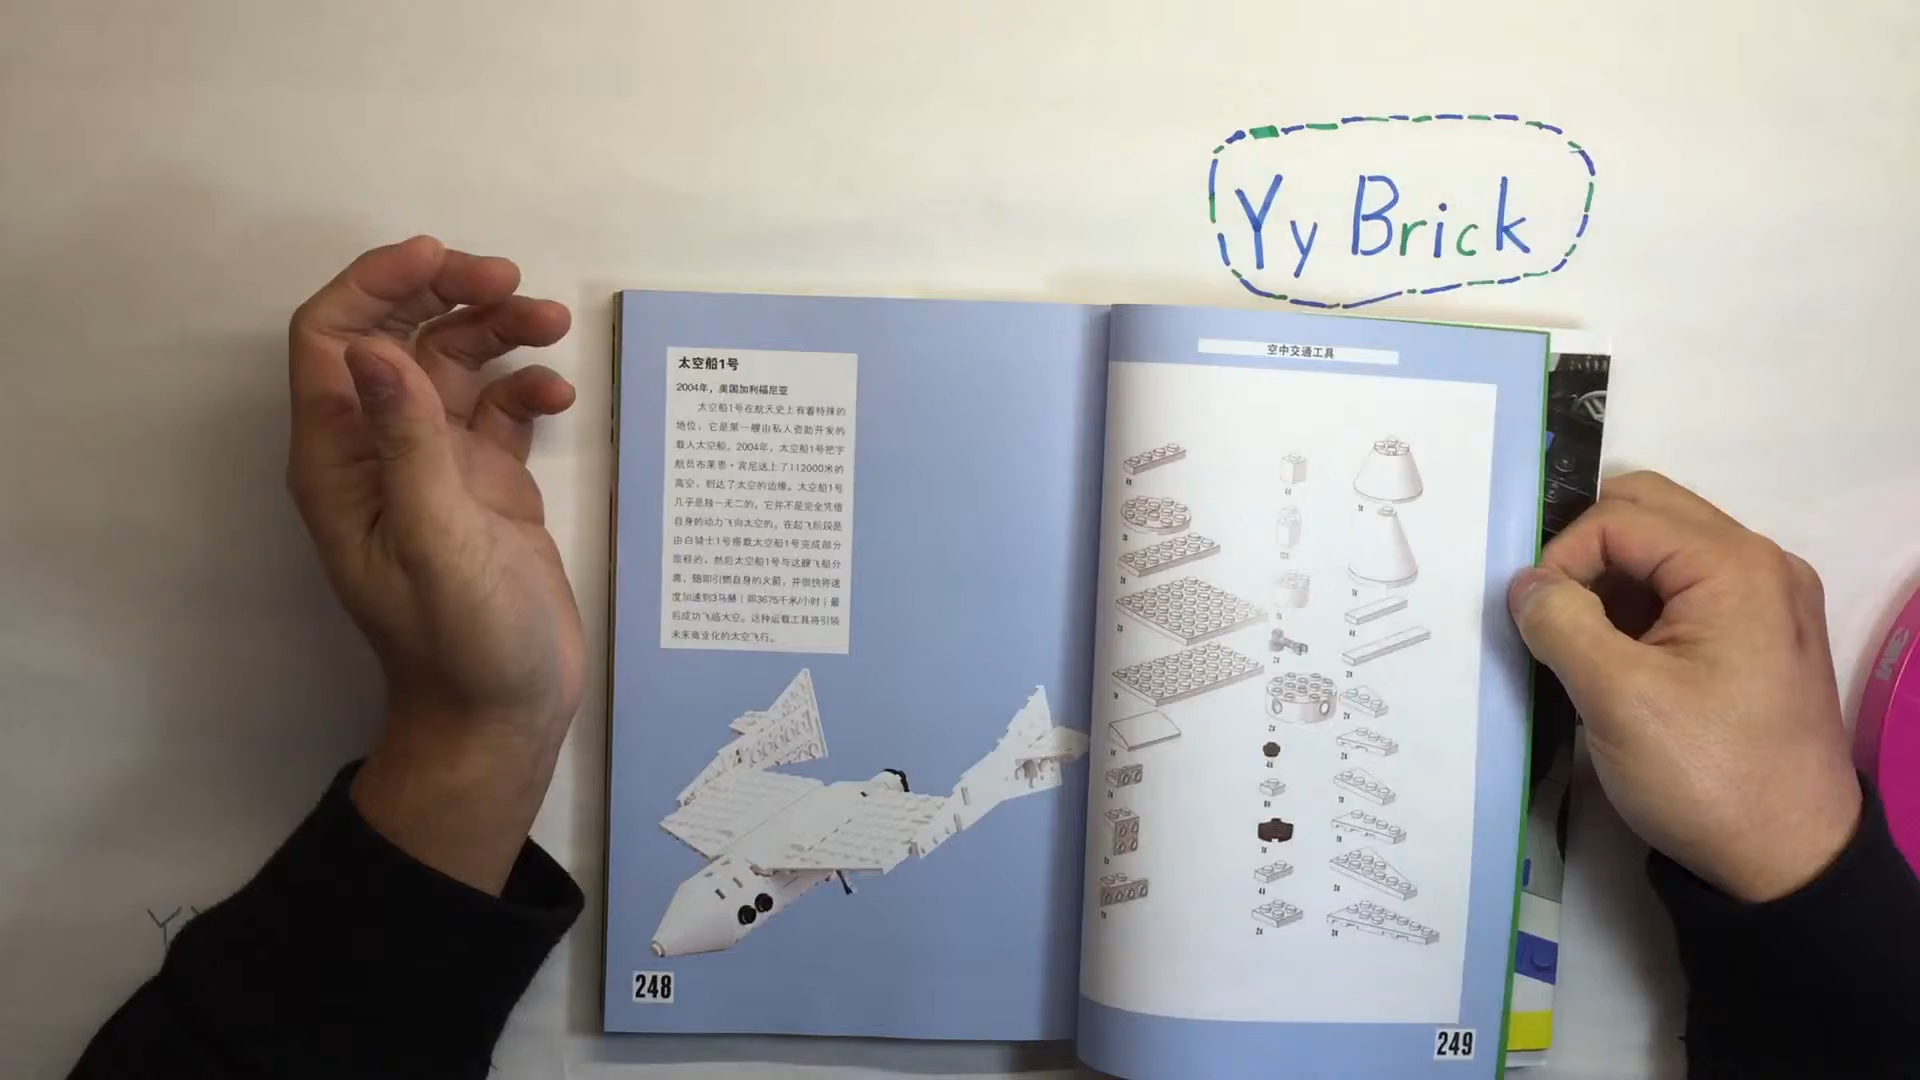 Yy Brick
太空船1号
2004年，美国加利福尼亚
太空船1号在航天史上有着特殊的
地位，它是第一艘由私人资助开发的
载人太空船。2004年，太空船1号把宇
航员布莱恩·宾尼送上了112000米的
高空，到达了太空的边缘。太空船1号
几乎是独一无二的，它并不是完全凭借
自身的动力飞向太空的。在起飞阶段是
由白骑士1号搭载太空船1号完成部分
旅程的，然后太空船1号与这艘飞船分
离，随即引燃自身的火箭，并很快将速
度加速到3马赫（即3675千米/小时）最
后成功飞临太空。这种运载工具将引领
未来商业化的太空飞行。
248
空中交通工具
249